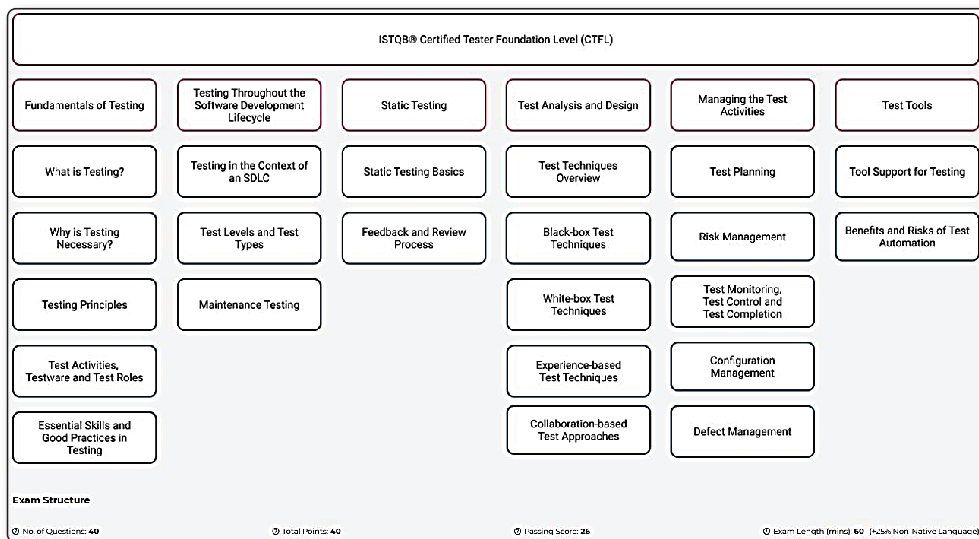 ISTQB® Certified Tester Foundation Level (CTFL)
Fundamentals of Testing
What is Testing?
Why is Testing
Necessary?
Testing Principles
Test Activities,
Testware and Test Roles
Essential Skills and
Good Practices in
Testing
Testing Throughout the
Software Development
Lifecycle
Testing in the Context of
an SDLC
Test Levels and Test
Types
Maintenance Testing
Static Testing
Static Testing Basics
Feedback and Review
Process
Test Analysis and Design
Test Techniques
Overview
Black-box Test
Techniques
White-box Test
Techniques
Experience-based
Test Techniques
Collaboration-based
Test Approaches
Managing the Test
Activities
Test Planning
Risk Management
Test Monitoring,
Test Control and
Test Completion
Configuration
Management
Defect Management
Test Tools
Tool Support for Testing
Benefits and Risks of Test
Automation
Exam Structure
No. of Questions: 40
Total Points: 40
Passing Score: 26
Exam Length (mins): 60 (+25% Non-Native Language)